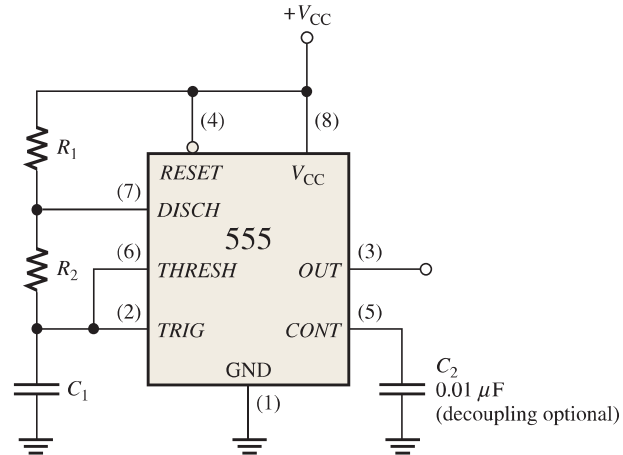 +V_CC
(4)
(8)
R_1
RESET
V_CC
(7)
DISCH
555
(6)
(3)
R_2
THRESH
OUT
(2)
(5)
TRIG
CONT
C_2
GND
C_1
0.01 μF
(1)
(decoupling optional)